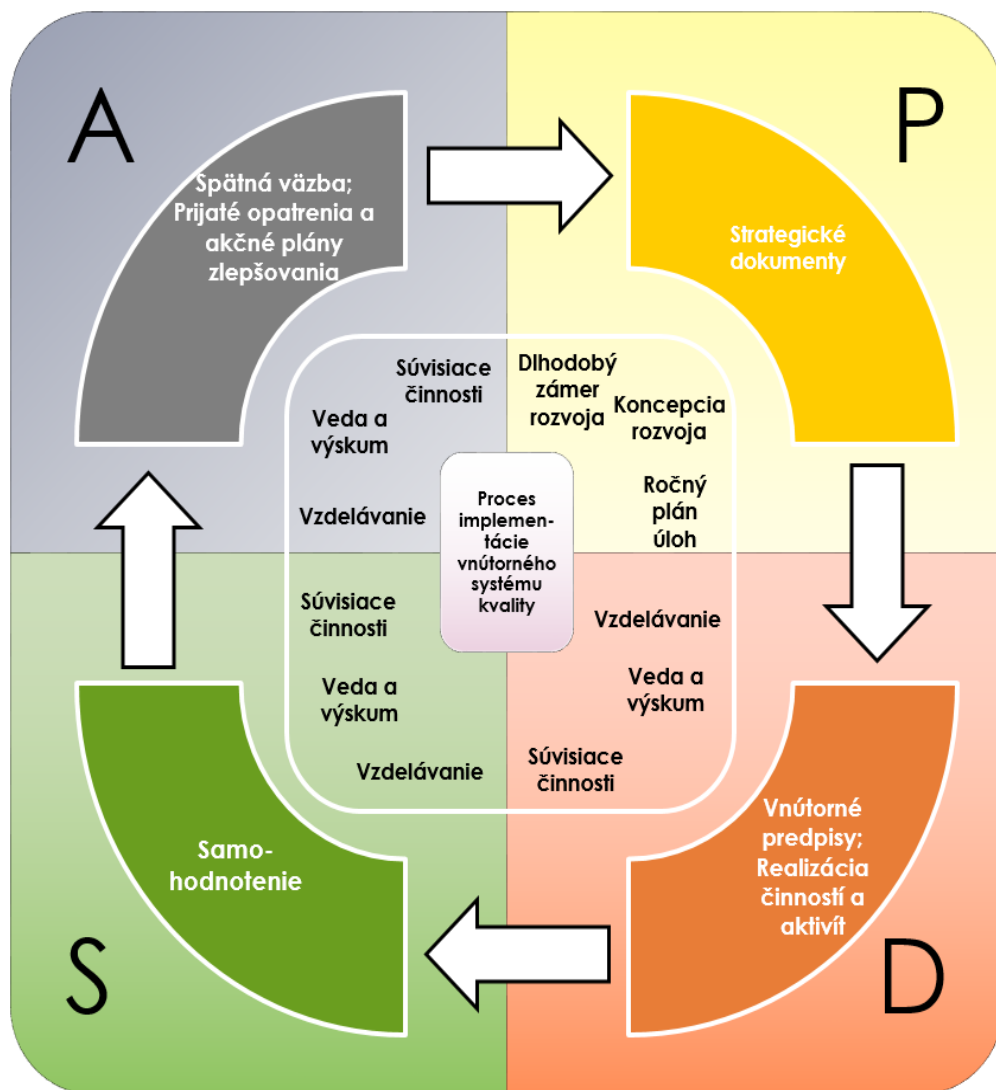 A
P
Spätná väzba;
Prijaté opatrenia a
akčné plány
zlepšovania
Strategické
dokumenty
Súvisiace
činnosti
Dlhodobý
zámer
rozvoja
Koncepcia
rozvoja
Veda a
výskum
Ročný
plán
úloh
Vzdelávanie
Proces
implemen-
tácie
vnútorného
systému
kvality
Súvisiace
činnosti
Vzdelávanie
Veda a
výskum
Veda a
výskum
Vzdelávanie
Súvisiace
činnosti
Samo-
hodnotenie
Vnútorné
predpisy;
Realizácia
činností a
aktivít
S
D